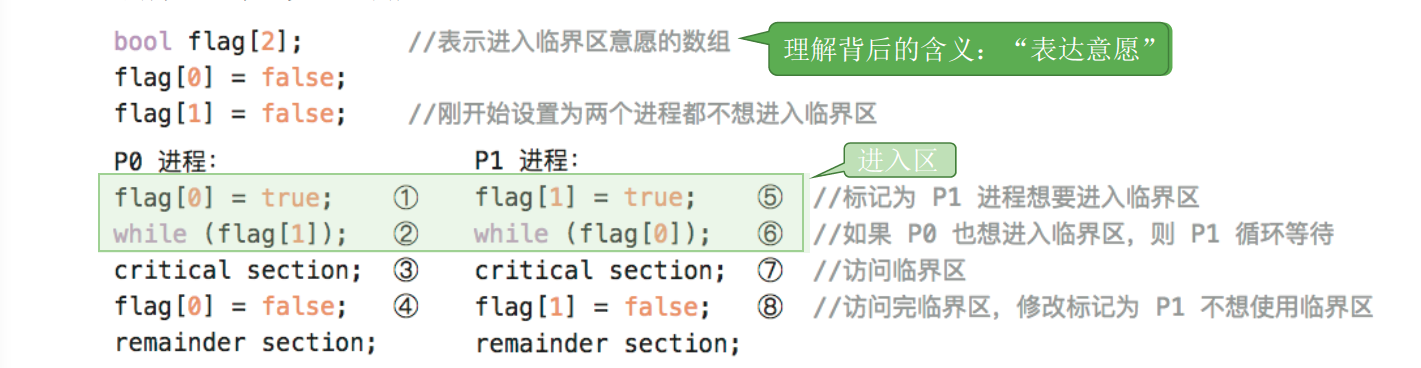 bool flag[2]; //表示进入临界区意愿的数组
理解背后的含义：“表达意愿”
flag[0] = false;
flag[1] = false; //刚开始设置为两个进程都不想进入临界区
P0 进程: P1 进程:
进入区
flag[0] = true; ① flag[1] = true; ⑤ //标记为 P1 进程想要进入临界区
while (flag[1]); ② while (flag[0]); ⑥ //如果 P0 也想进入临界区，则 P1 循环等待
critical section; ③ critical section; ⑦ //访问临界区
flag[0] = false; ④ flag[1] = false; ⑧ //访问完临界区，修改标记为 P1 不想使用临界区
remainder section; remainder section;